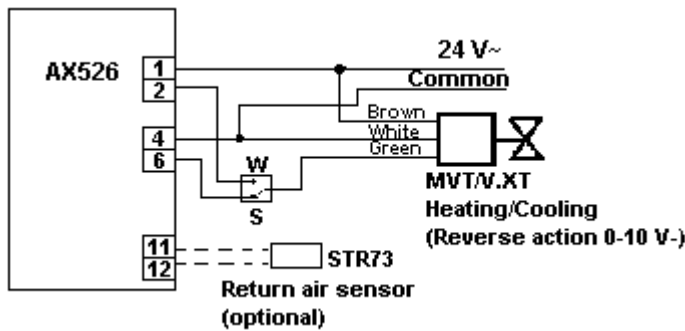 24 V~
AX526
1
Common
2
Brown
4
White
6
Green
W
S
MVT/V.XT
Heating/Cooling
(Reverse action 0-10 V-)
11
12
STR73
Return air sensor
(optional)